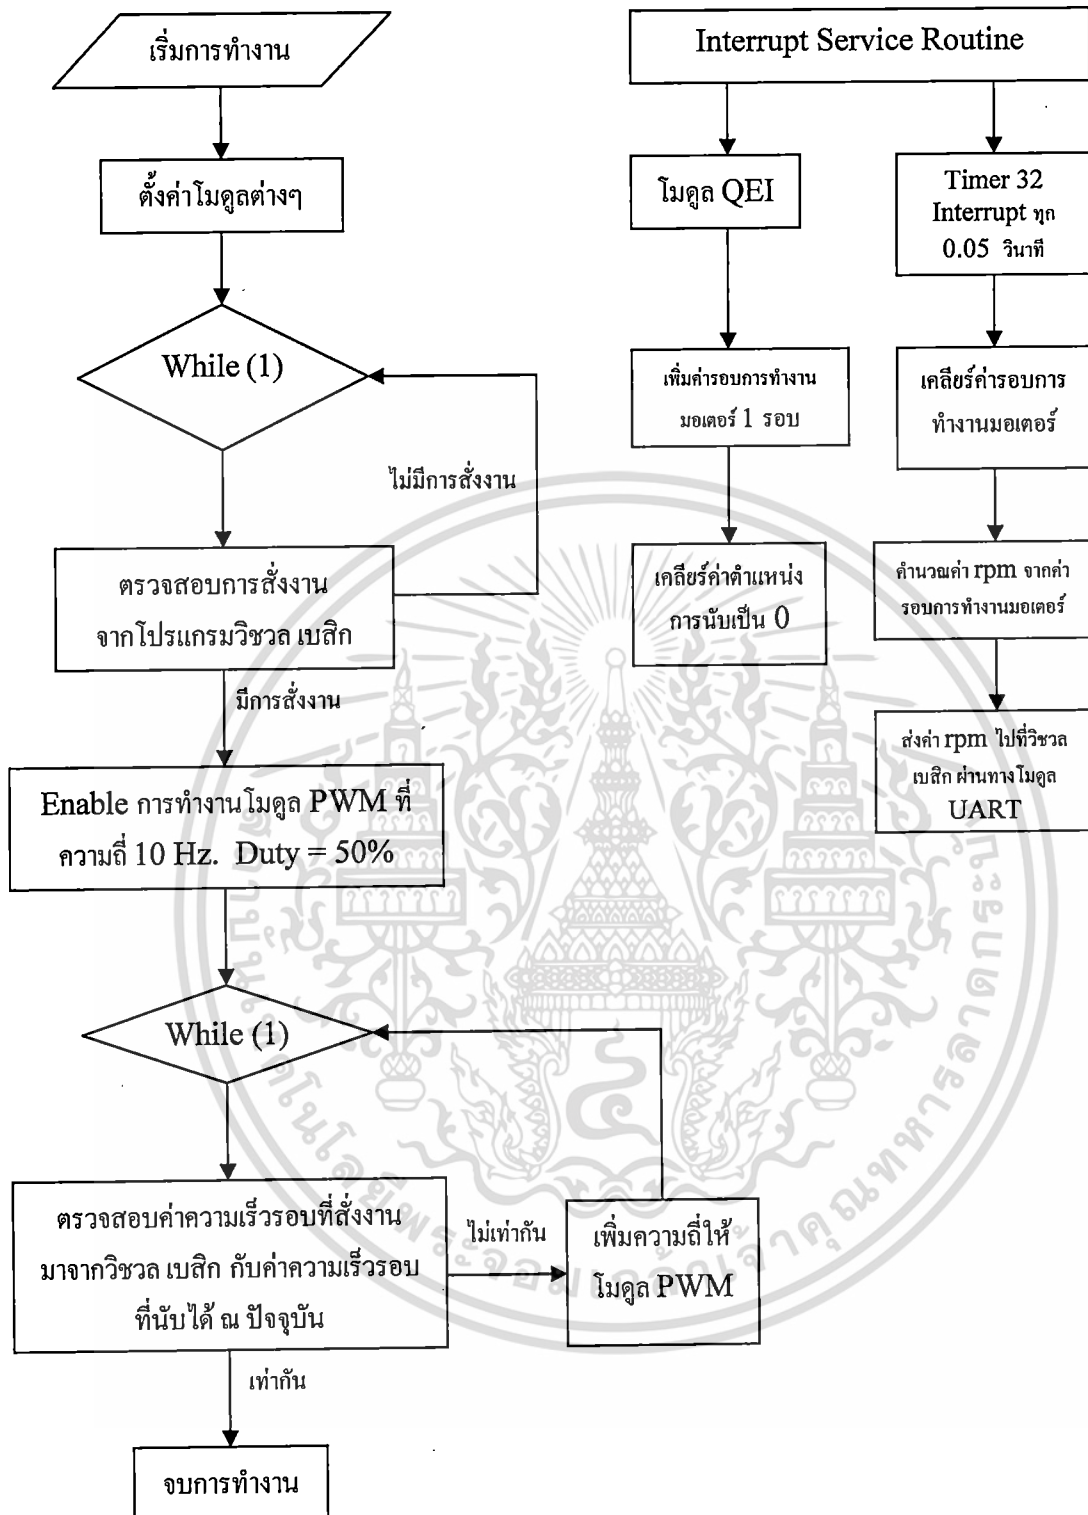 เริ่มการทำงาน
ตั้งค่าโมดูลต่างๆ
While (1)
ไม่มีการสั่งงาน
ตรวจสอบการสั่งงาน
จากโปรแกรมวิชวล เบสิก
มีการสั่งงาน
Enable การทำงานโมดูล PWM ที่
ความถี่ 10 Hz. Duty = 50%
While (1)
ตรวจสอบค่าความเร็วรอบที่สั่งงาน
มาจากวิชวล เบสิก กับค่าความเร็วรอบ
ที่นับได้ ณ ปัจจุบัน
ไม่เท่ากัน
เพิ่มความถี่ให้
โมดูล PWM
เท่ากัน
จบการทำงาน
Interrupt Service Routine
โมดูล QEI
เพิ่มค่ารอบการทำงาน
มอเตอร์ 1 รอบ
เคลียร์ค่าตำแหน่ง
การนับเป็น 0
Timer 32
Interrupt ทุก
0.05 วินาที
เคลียร์ค่ารอบการ
ทำงานมอเตอร์
คำนวณค่า rpm จากค่า
รอบการทำงานมอเตอร์
ส่งค่า rpm ไปที่วิชวล
เบสิก ผ่านทางโมดูล
UART